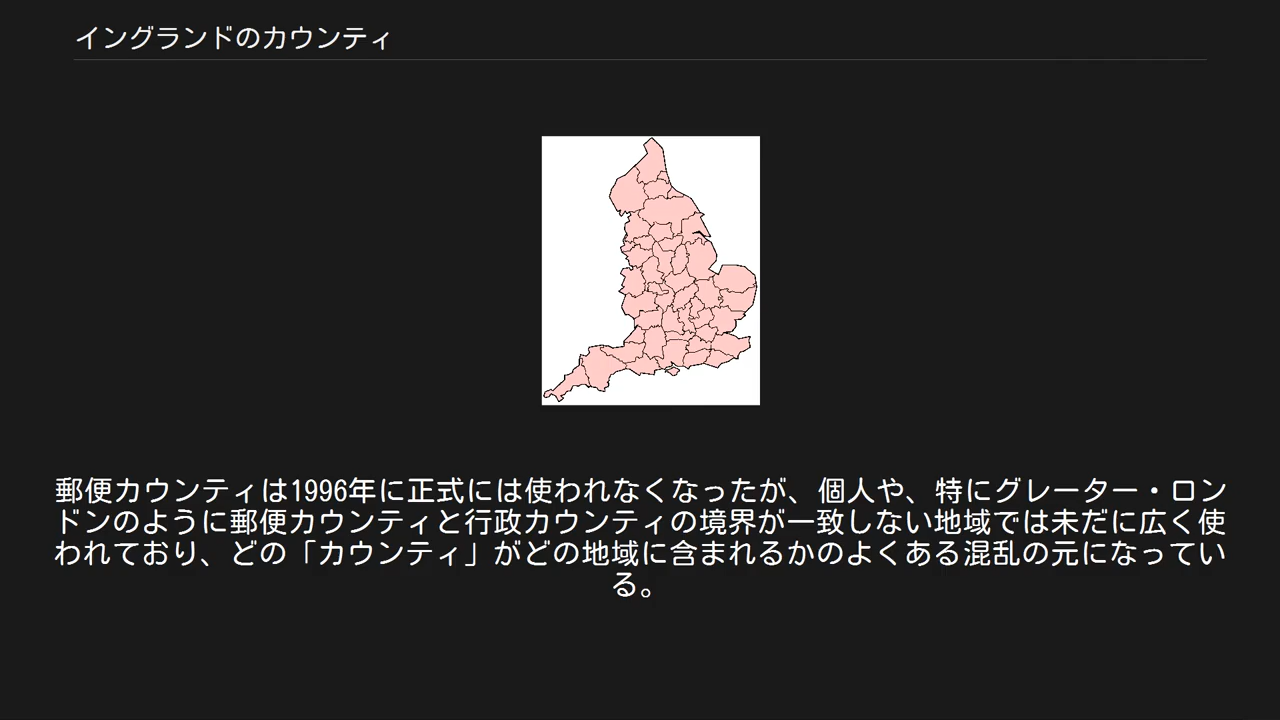 イングランドのカウンティ
郵便カウンティは1996年に正式には使われなくなったが、個人や、特にグレーター・ロン
ドンのように郵便カウンティと行政カウンティの境界が一致しない地域では未だに広く使
われており、どの「カウンティ」がどの地域に含まれるかのよくある混乱の元になってい
る。